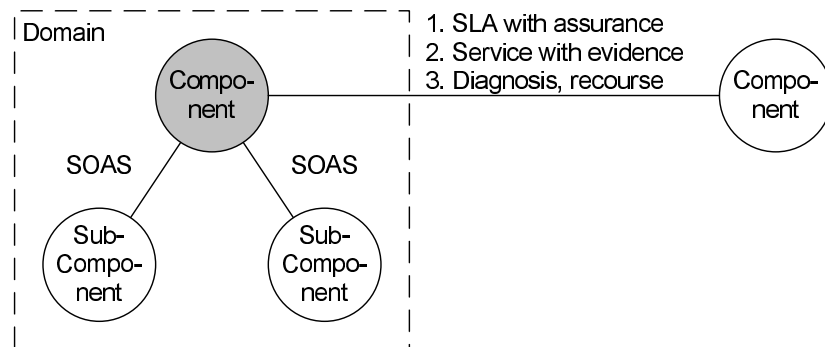 Domain
1. SLA with assurance
2. Service with evidence
3. Diagnosis, recourse
Compo-
nent
Compo-
nent
SOAS
SOAS
Sub-
Compo-
nent
Sub-
Compo-
nent